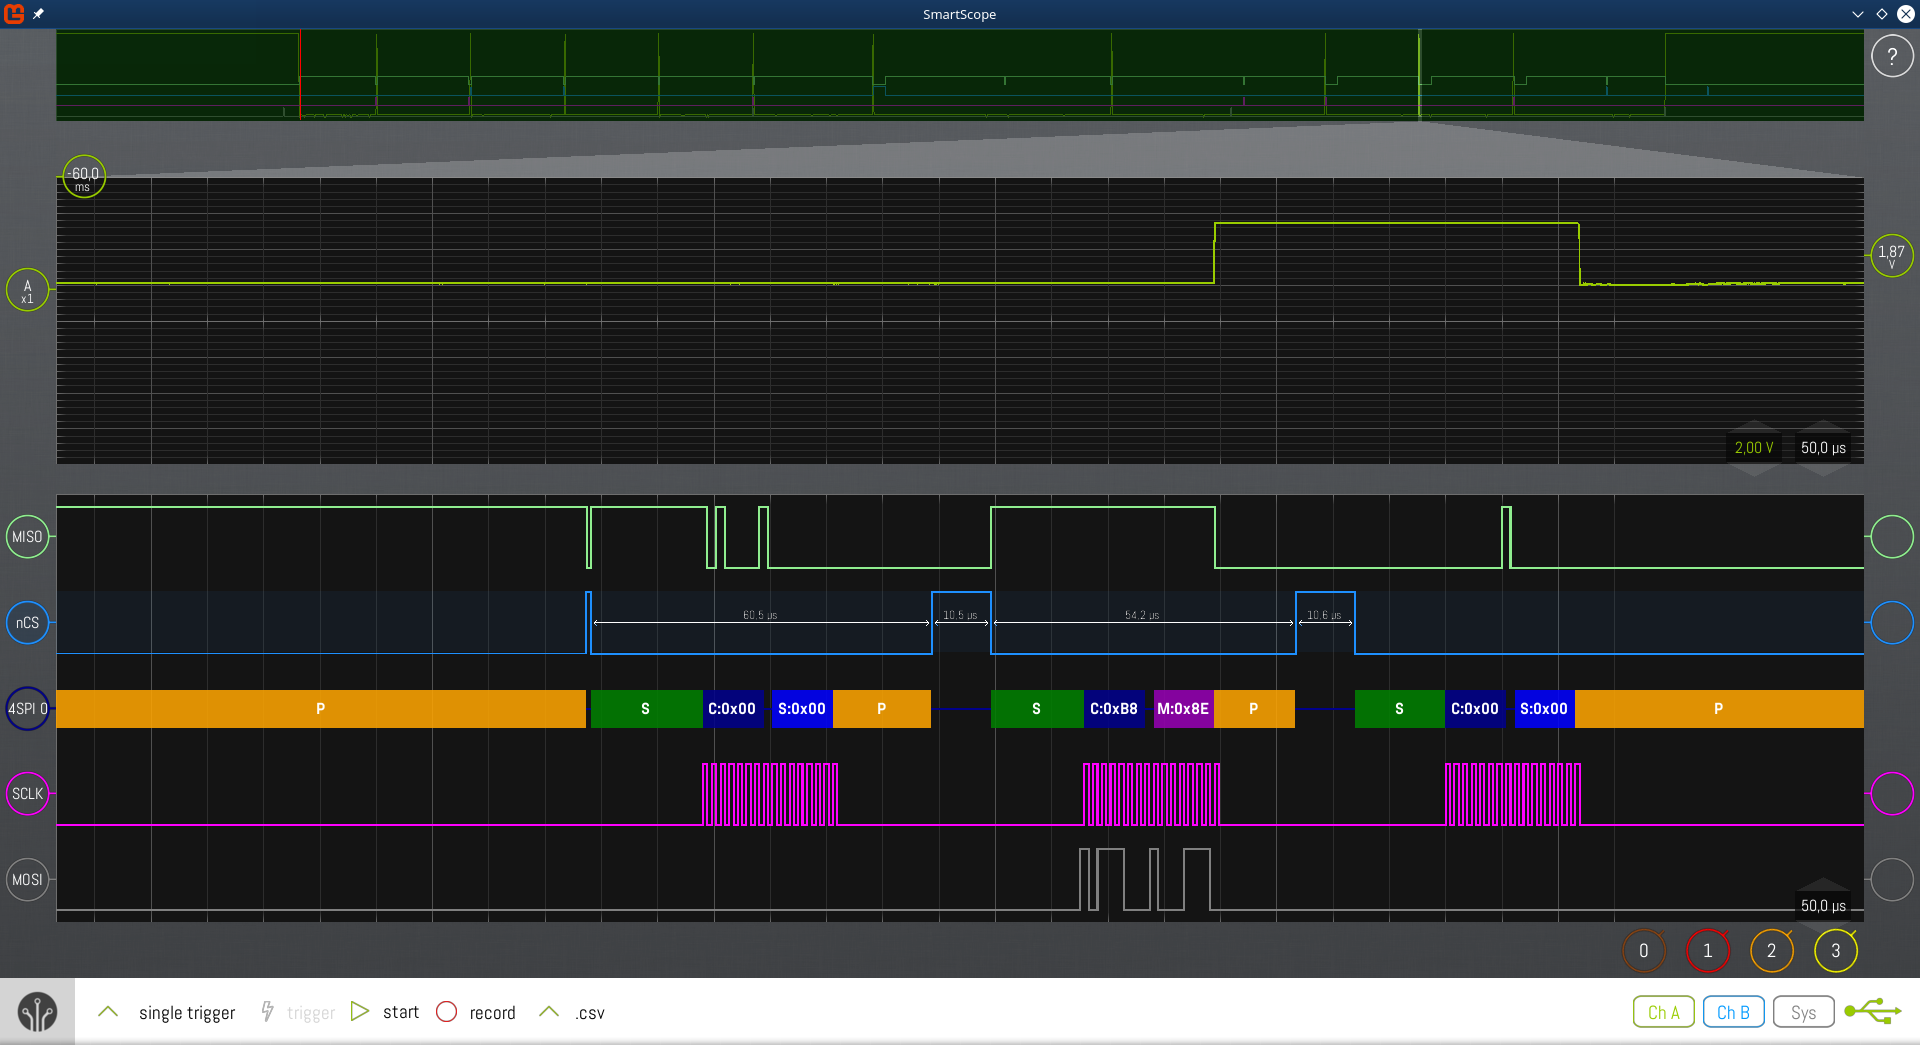 SmartScope
?
-60,0
ms
A
x1
1,87
V
2,00 V
50,0 µs
MISO
nCS
60.5 µs
10.5 µs
54.2 µs
10.6 µs
4SPI 0
P
S
C:0x00
S:0x00
P
S
C:0xB8
M:0x8E
P
S
C:0x00
S:0x00
P
SCLK
MOSI
50,0 µs
0
1
2
3
single trigger
trigger
start
record
.csv
Ch A
Ch B
Sys